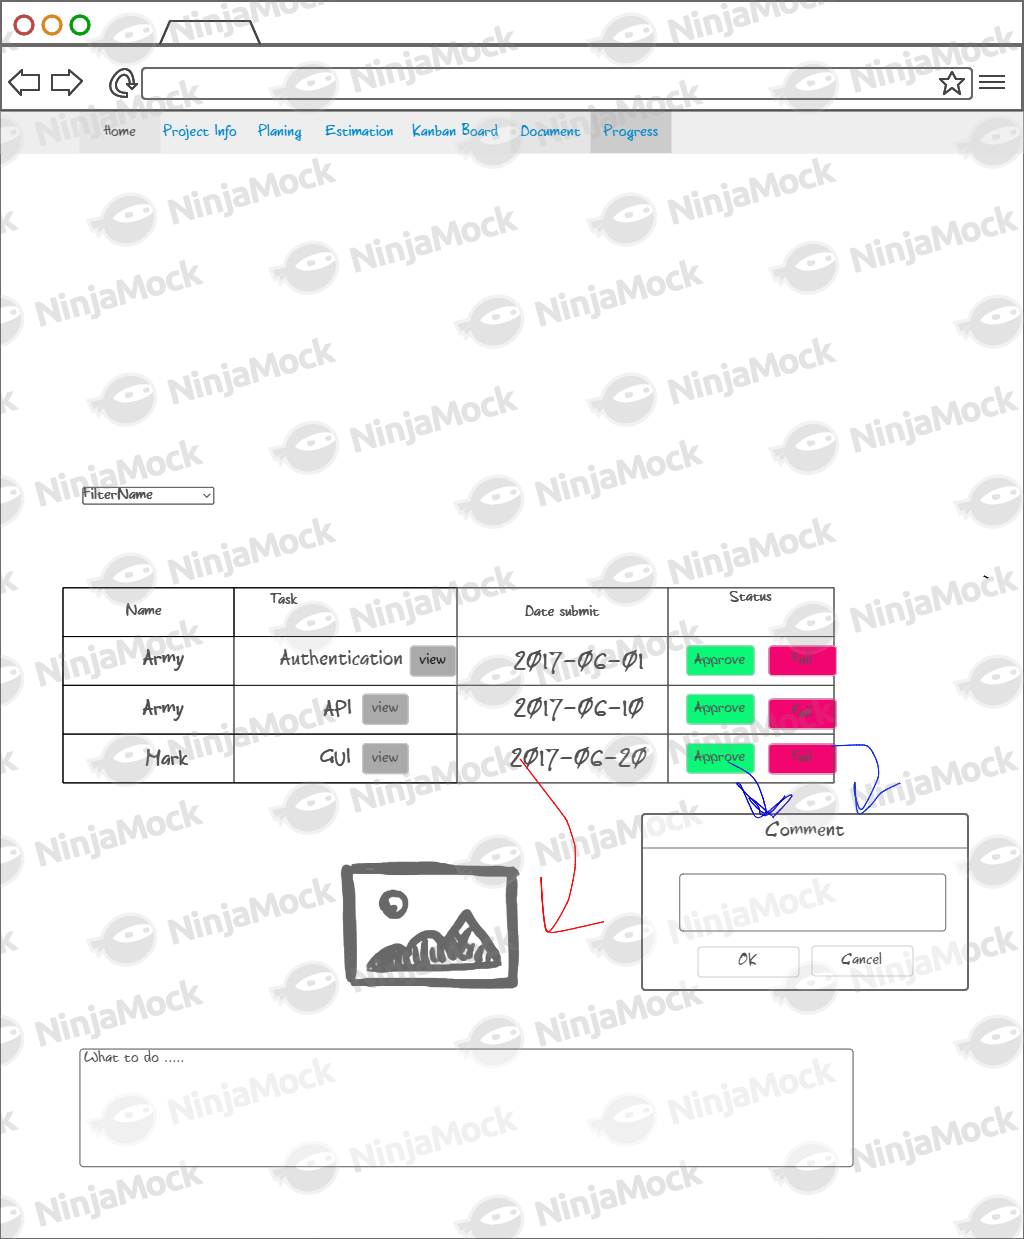 Home Project Info Planing Estimation Kanban Board Document Progress
FilterName
Name Task Date submit Status
Army Authentication view 2017-06-01 Approve Fail
Army API view 2017-06-10 Approve Fail
Mark GUI view 2017-06-20 Approve Fail
Comment
OK Cancel
What to do .....
NinjaMock